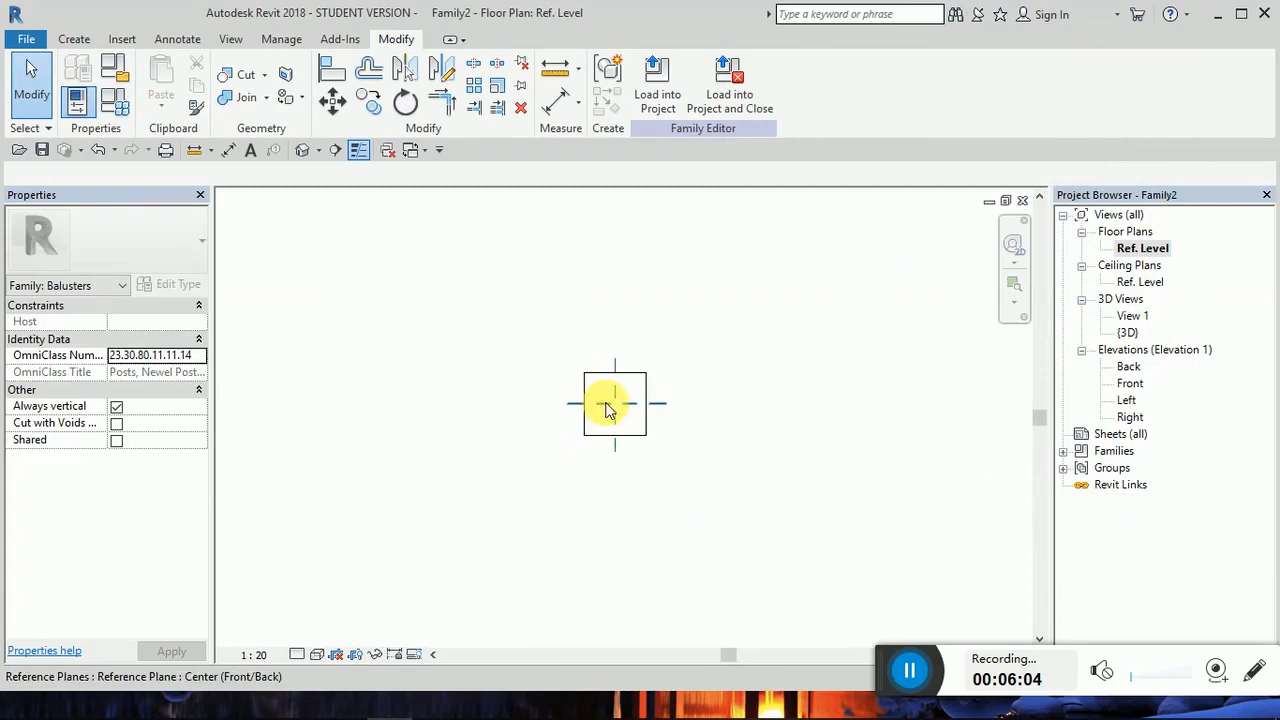 Autodesk Revit 2018 - STUDENT VERSION - Family2 - Floor Plan: Ref. Level
Type a keyword or phrase
Sign In
File Create Insert Annotate View Manage Add-Ins Modify
Modify
Paste
Cut
Join
Load into Project
Load into Project and Close
Select Properties Clipboard Geometry Modify Measure Create Family Editor
Properties
R
Family: Balusters
Edit Type
Constraints
Host
Identity Data
OmniClass Num... 23.30.80.11.11.14
OmniClass Title Posts, Newel Post...
Other
Always vertical
Cut with Voids ...
Shared
Properties help
Apply
2D
1 : 20
Project Browser - Family2
Views (all)
Floor Plans
Ref. Level
Ceiling Plans
Ref. Level
3D Views
View 1
{3D}
Elevations (Elevation 1)
Back
Front
Left
Right
Sheets (all)
Families
Groups
Revit Links
Reference Planes : Reference Plane : Center (Front/Back)
Recording...
00:06:04